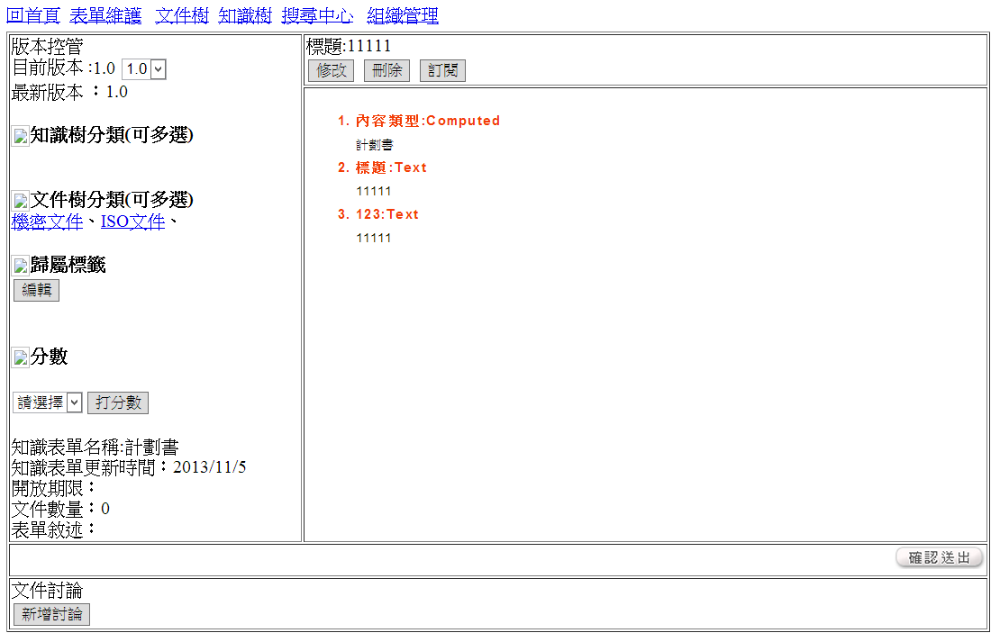 回首頁 表單維護 文件樹 知識樹 搜尋中心 組織管理
版本控管
目前版本 :1.0 1.0
最新版本 ：1.0
知識樹分類(可多選)
文件樹分類(可多選)
機密文件、ISO文件、
歸屬標籤
編輯
分數
請選擇 打分數
知識表單名稱:計劃書
知識表單更新時間：2013/11/5
開放期限：
文件數量：0
表單敘述：
標題:11111
修改 刪除 訂閱
1. 內容類型:Computed
計劃書
2. 標題:Text
11111
3. 123:Text
11111
確認送出
文件討論
新增討論